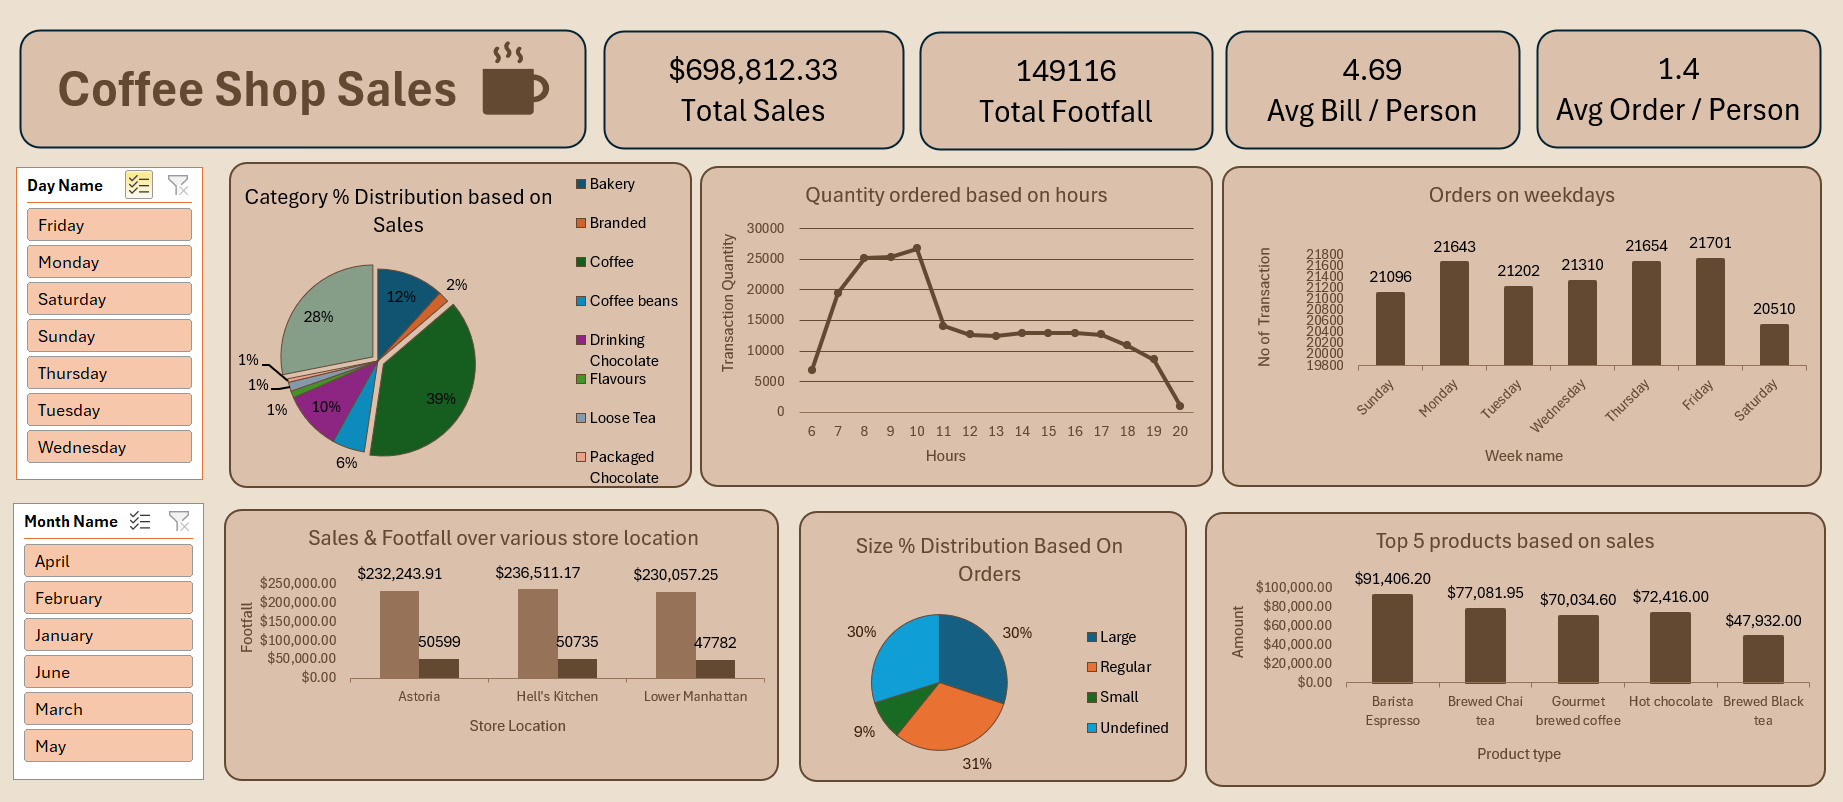 Coffee Shop Sales
$698,812.33
Total Sales
149116
Total Footfall
4.69
Avg Bill / Person
1.4
Avg Order / Person
Day Name
Friday
Monday
Saturday
Sunday
Thursday
Tuesday
Wednesday
Category % Distribution based on
Sales
12%
2%
39%
6%
10%
1%
1%
1%
28%
Bakery
Branded
Coffee
Coffee beans
Drinking
Chocolate
Flavours
Loose Tea
Packaged
Chocolate
Quantity ordered based on hours
Transaction Quantity
30000
25000
20000
15000
10000
5000
0
6 7 8 9 10 11 12 13 14 15 16 17 18 19 20
Hours
Orders on weekdays
No of Transaction
21800
21600
21400
21200
21000
20800
20600
20400
20200
20000
19800
21096
21643
21202
21310
21654
21701
20510
Sunday
Monday
Tuesday
Wednesday
Thursday
Friday
Saturday
Week name
Month Name
April
February
January
June
March
May
Sales & Footfall over various store location
Footfall
$250,000.00
$200,000.00
$150,000.00
$100,000.00
$50,000.00
$0.00
$232,243.91
50599
$236,511.17
50735
$230,057.25
47782
Astoria
Hell's Kitchen
Lower Manhattan
Store Location
Size % Distribution Based On
Orders
30%
30%
9%
31%
Large
Regular
Small
Undefined
Top 5 products based on sales
Amount
$100,000.00
$80,000.00
$60,000.00
$40,000.00
$20,000.00
$0.00
$91,406.20
$77,081.95
$70,034.60
$72,416.00
$47,932.00
Barista
Espresso
Brewed Chai
tea
Gourmet
brewed coffee
Hot chocolate
Brewed Black
tea
Product type